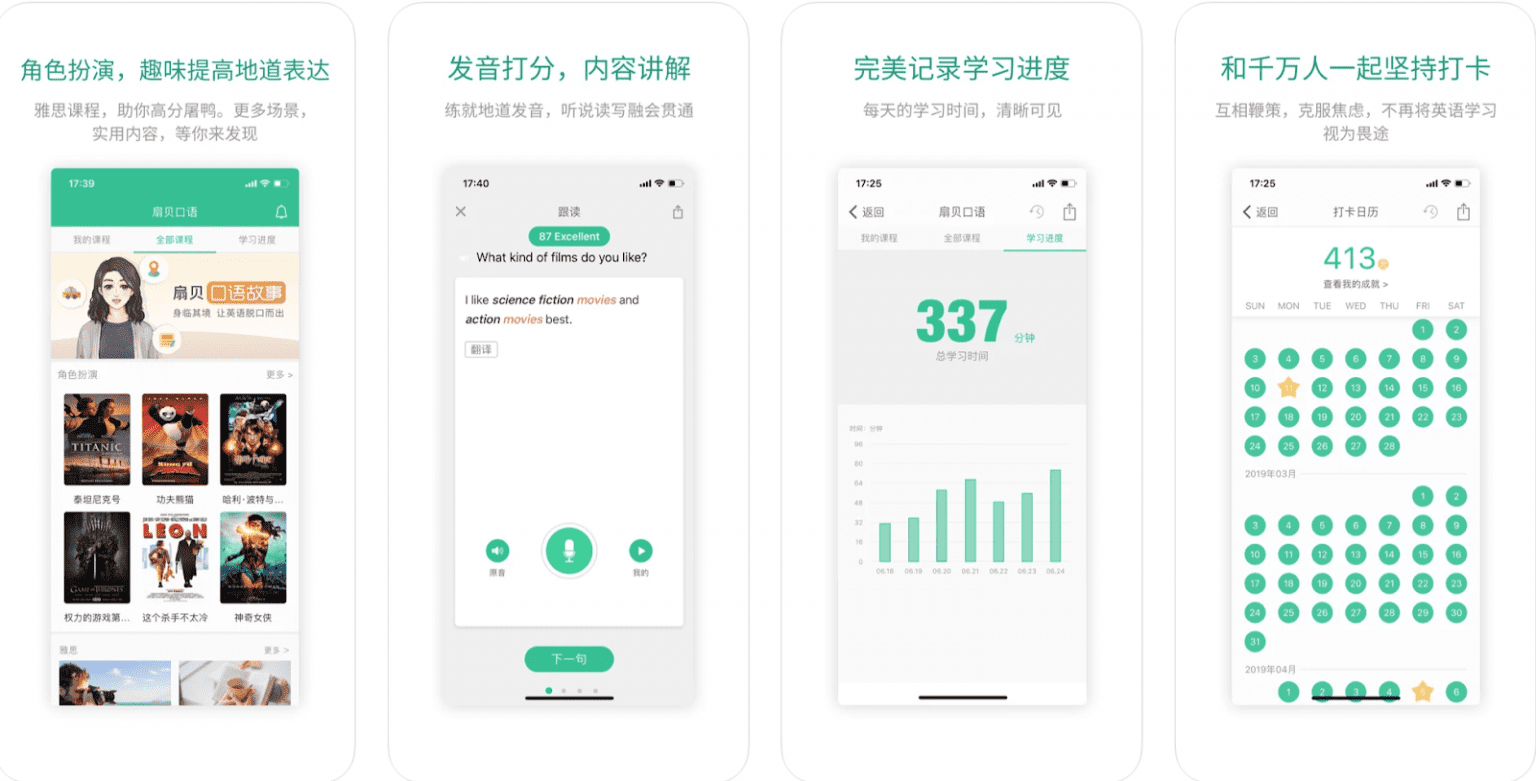 角色扮演，趣味提高地道表达
雅思课程，助你高分屠鸭。更多场景，
实用内容，等你来发现
17:39
扇贝口语
我的课程
全部课程
学习进度
扇贝口语故事
身临其境 让英语脱口而出
角色扮演
更多 >
TITANIC
泰坦尼克号
功夫熊猫
哈利·波特与...
LEON
GAME OF THRONES
权力的游戏第...
这个杀手不太冷
神奇女侠
雅思
更多 >
发音打分，内容讲解
练就地道发音，听说读写融会贯通
17:40
跟读
87 Excellent
What kind of films do you like?
I like science fiction movies and
action movies best.
翻译
原音
我的
下一句
完美记录学习进度
每天的学习时间，清晰可见
17:25
返回
扇贝口语
我的课程
全部课程
学习进度
337 分钟
总学习时间
时间：分钟
96
80
64
48
32
16
0
06.18 06.19 06.20 06.21 06.22 06.23 06.24
和千万人一起坚持打卡
互相鞭策，克服焦虑，不再将英语学习
视为畏途
17:25
返回
打卡日历
413
查看我的成就 >
SUN MON TUE WED THU FRI SAT
1 2
3 4 5 6 7 8 9
10 11 12 13 14 15 16
17 18 19 20 21 22 23
24 25 26 27 28
2019年03月
1 2
3 4 5 6 7 8 9
10 11 12 13 14 15 16
17 18 19 20 21 22 23
24 25 26 27 28 29 30
31
2019年04月
1 2 3 4 5 6